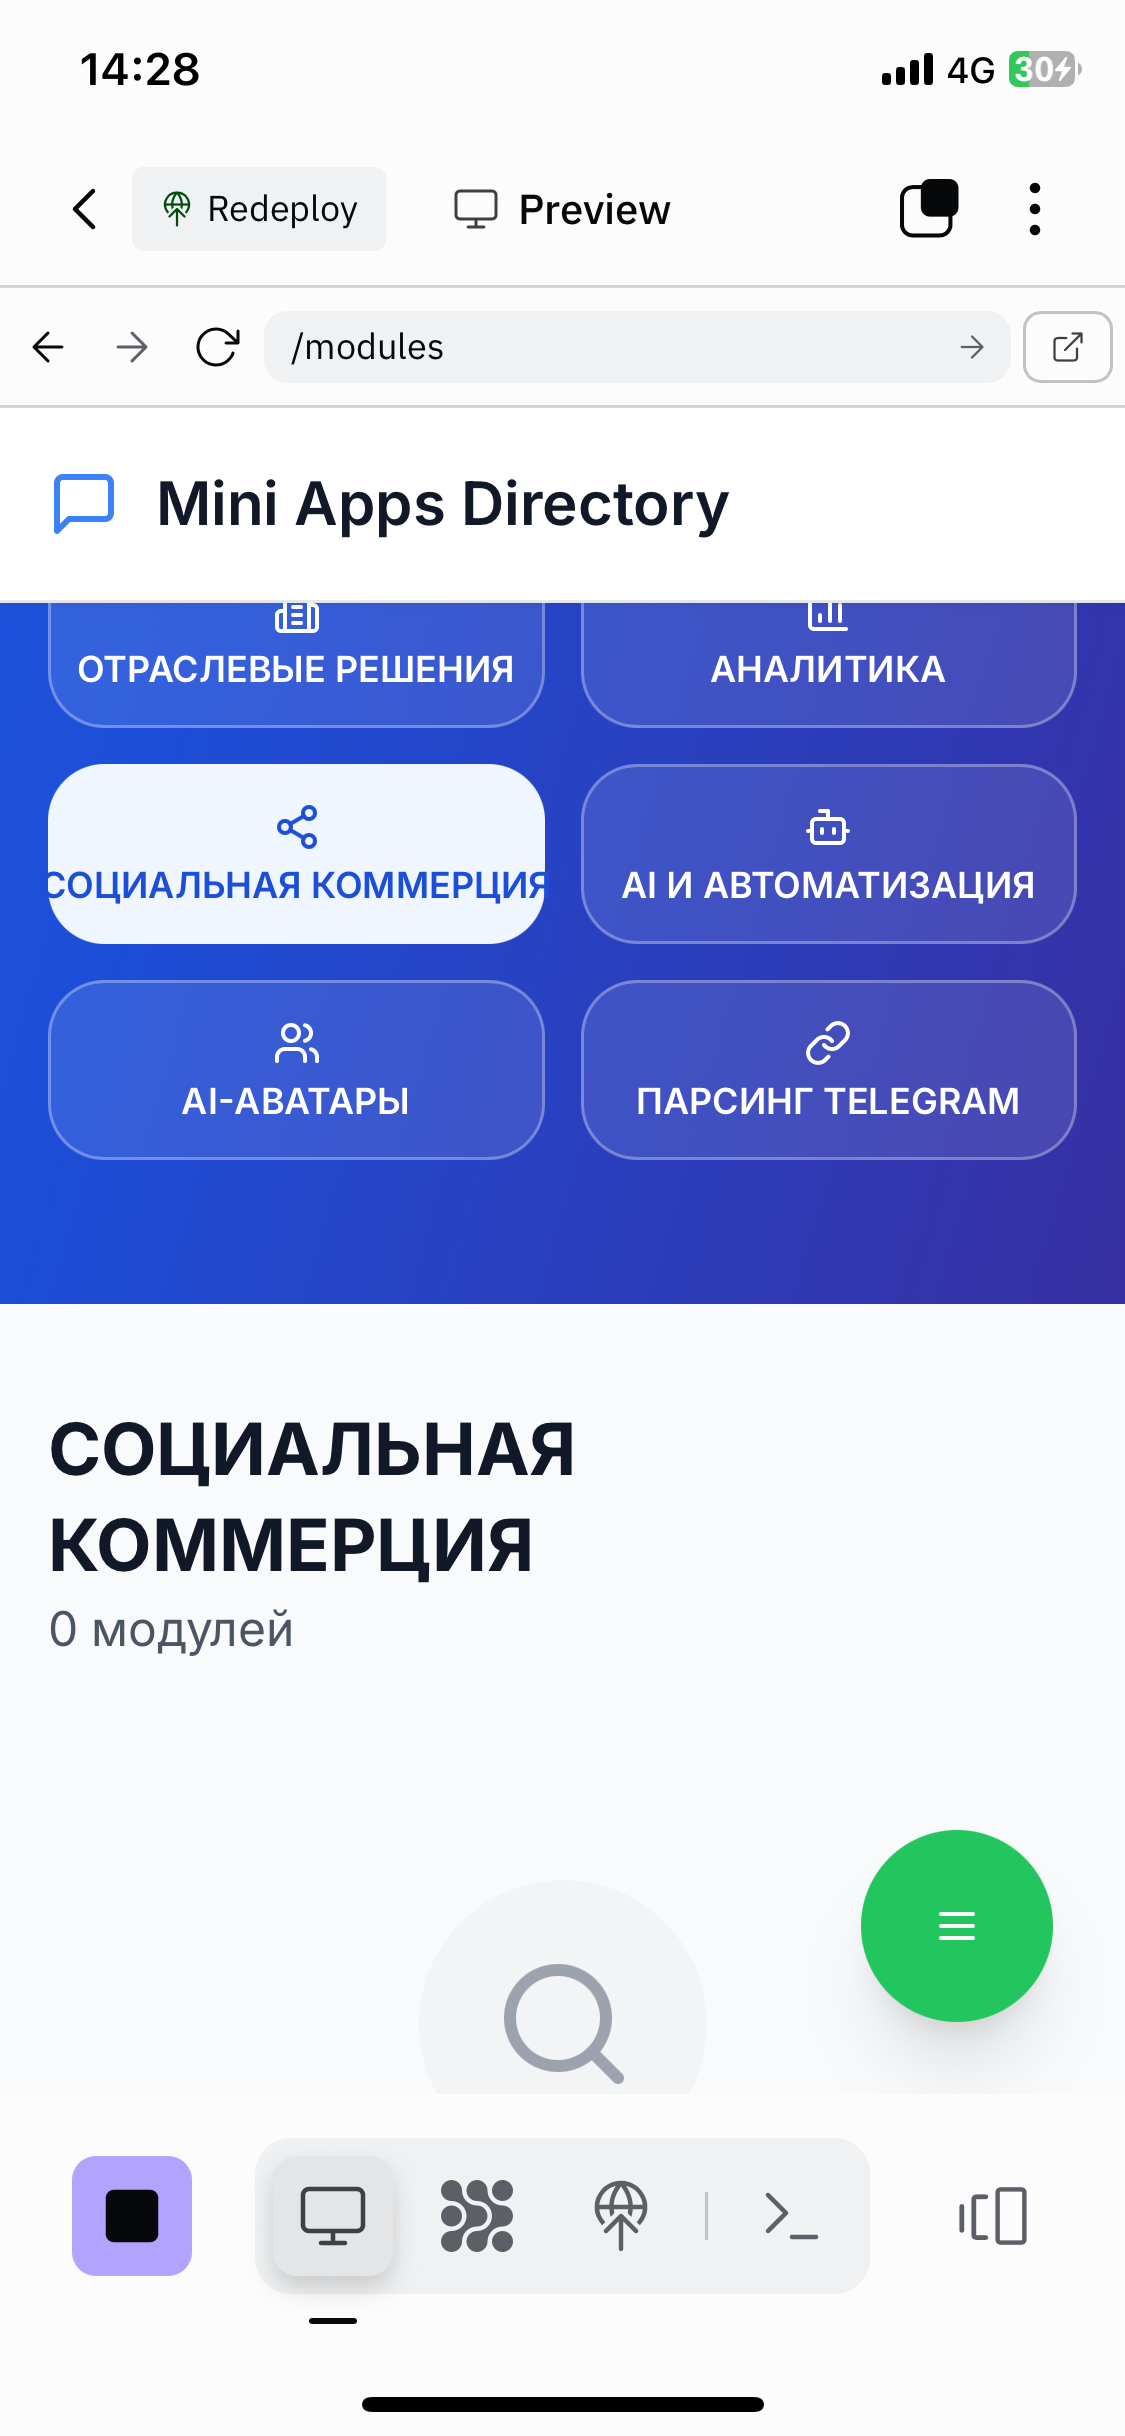 14:28
4G
30
Redeploy
Preview
/modules
Mini Apps Directory
ОТРАСЛЕВЫЕ РЕШЕНИЯ
АНАЛИТИКА
СОЦИАЛЬНАЯ КОММЕРЦИЯ
AI И АВТОМАТИЗАЦИЯ
AI-АВАТАРЫ
ПАРСИНГ TELEGRAM
СОЦИАЛЬНАЯ
КОММЕРЦИЯ
0 модулей